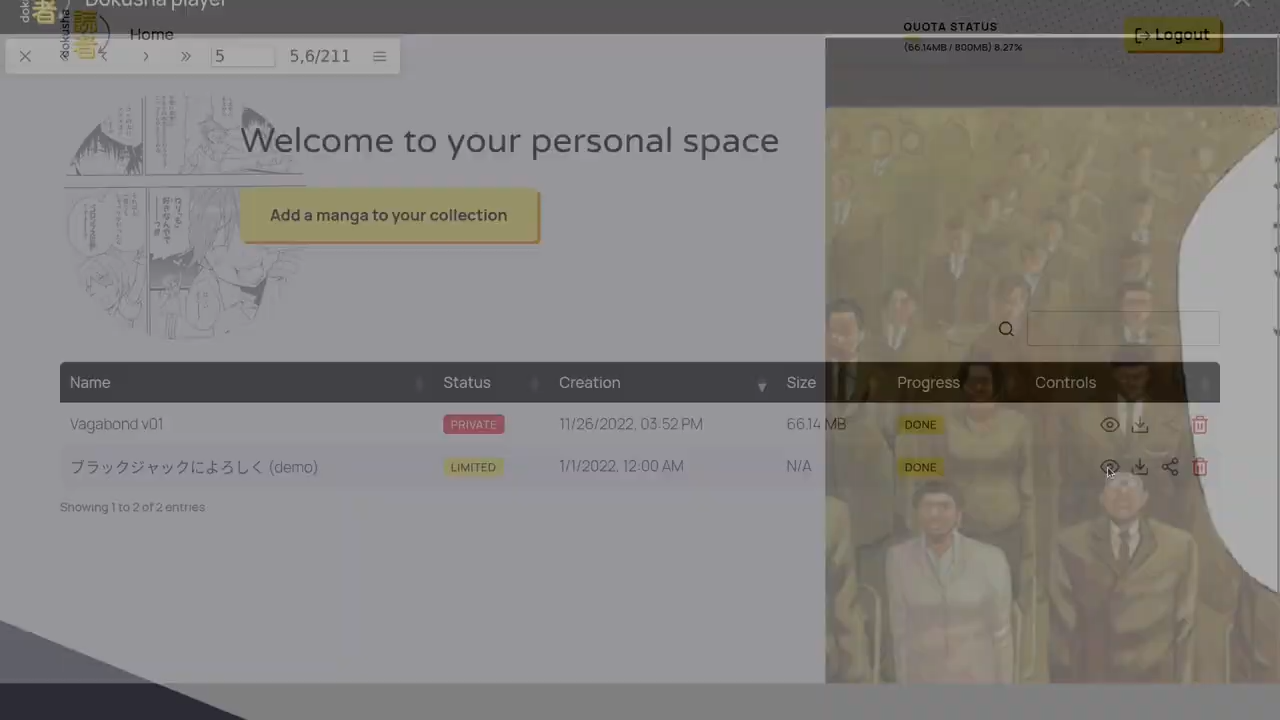 Dokusha player
dokusha
読者
Home
QUOTA STATUS
(66.14MB / 800MB) 8.27%
Logout
5
5,6/211
Welcome to your personal space
Add a manga to your collection
Name Status Creation Size Progress Controls
Vagabond v01 PRIVATE 11/26/2022, 03:52 PM 66.14 MB DONE
ブラックジャックによろしく (demo) LIMITED 1/1/2022, 12:00 AM N/A DONE
Showing 1 to 2 of 2 entries